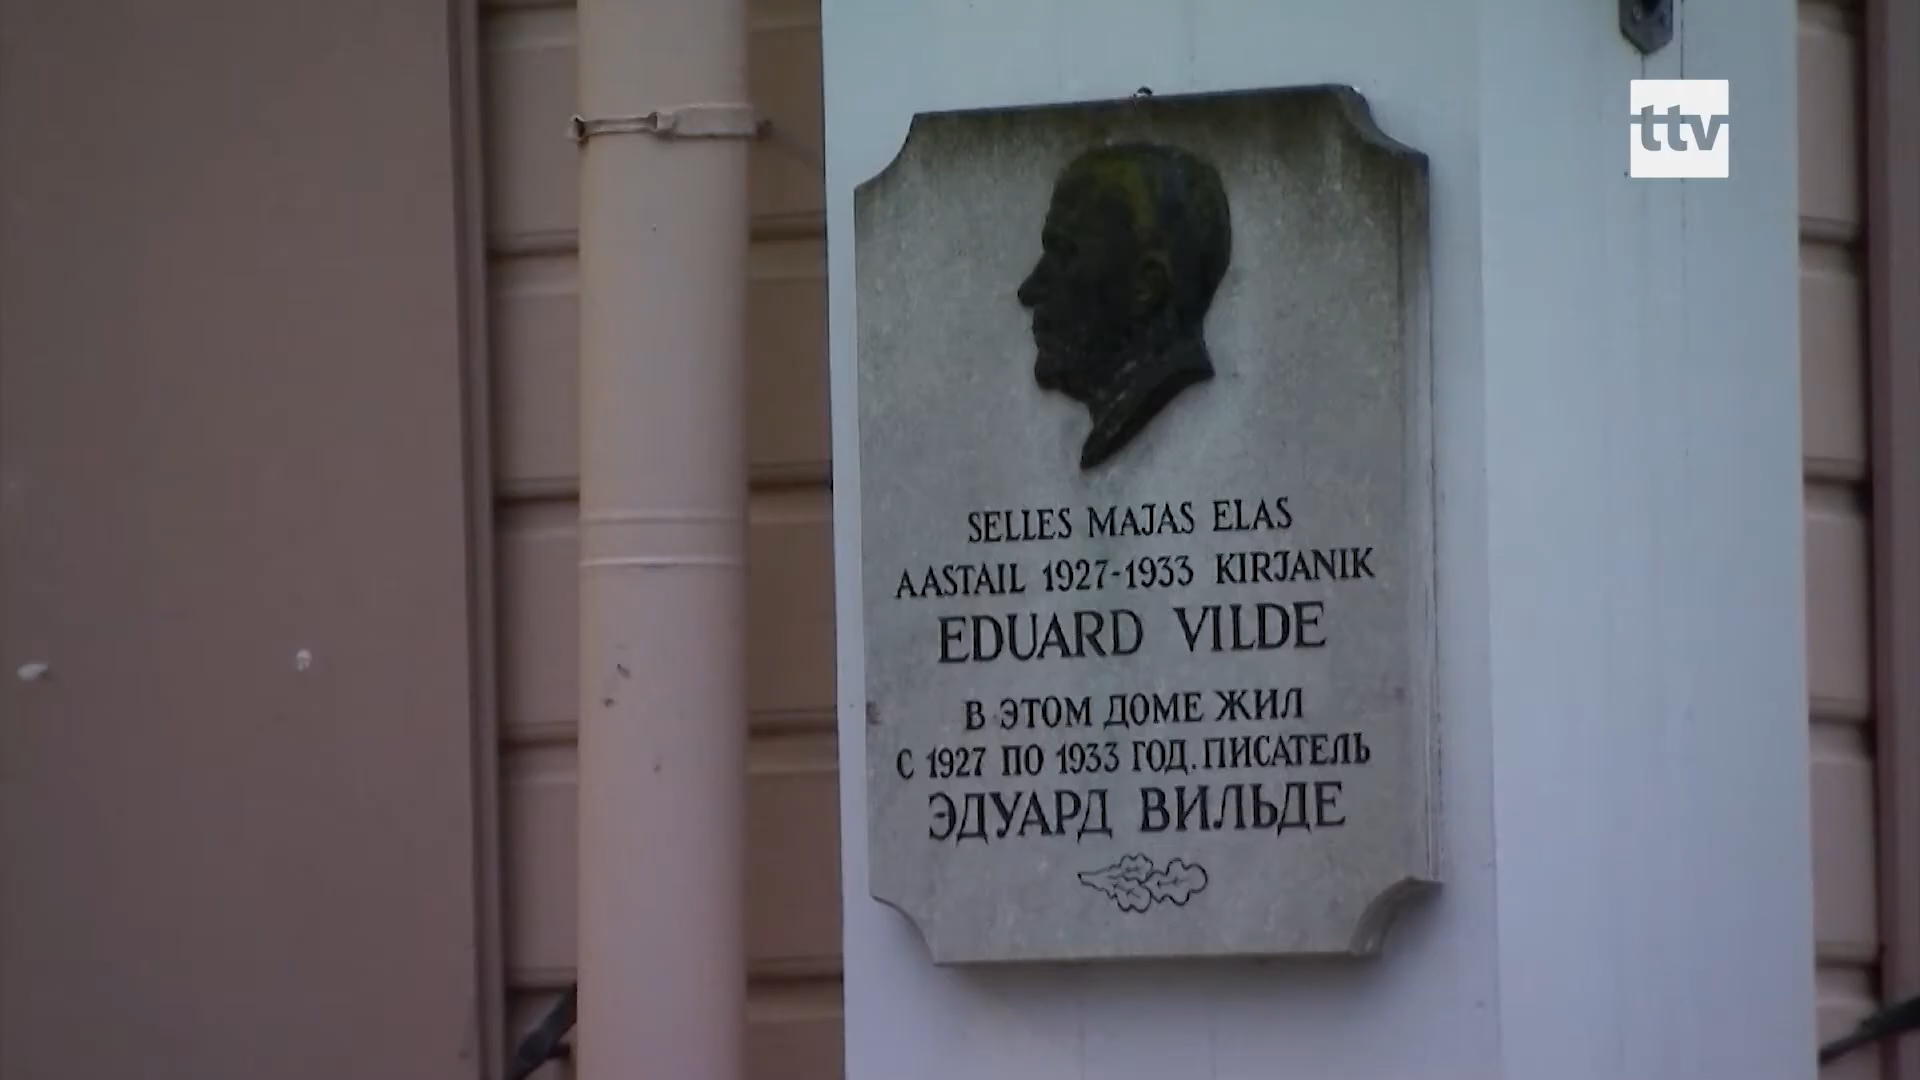 ttv
SELLES MAJAS ELAS
AASTAIL 1927-1933 KIRJANIK
EDUARD VILDE
В ЭТОМ ДОМЕ ЖИЛ
С 1927 ПО 1933 ГОД. ПИСАТЕЛЬ
ЭДУАРД ВИЛЬДЕ